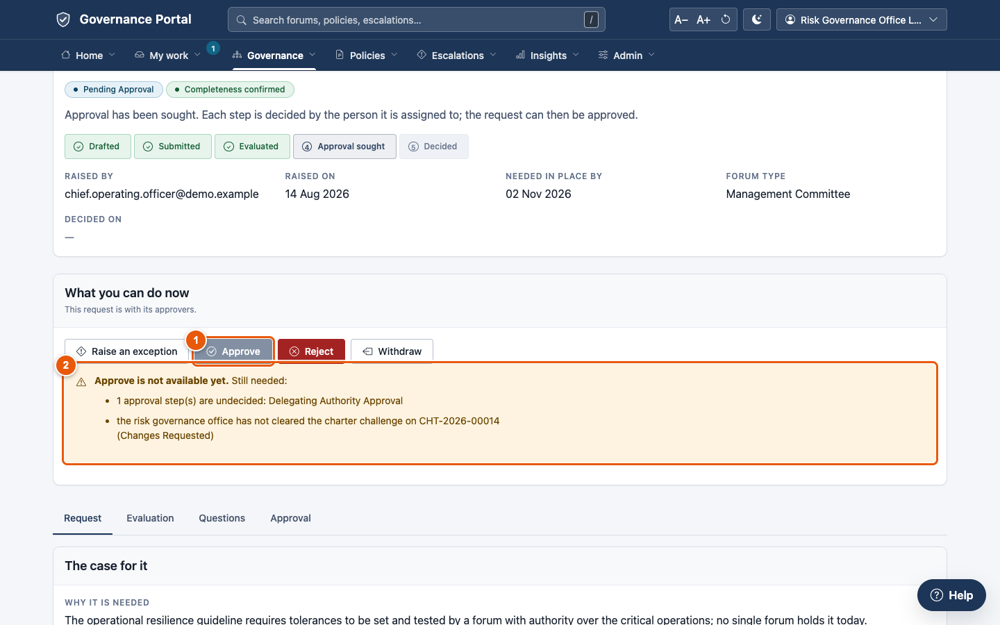 Governance Portal
Search forums, policies, escalations...
/
A−
A+
Risk Governance Office L...
Home
My work
1
Governance
Policies
Escalations
Insights
Admin
Pending Approval
Completeness confirmed
Approval has been sought. Each step is decided by the person it is assigned to; the request can then be approved.
Drafted
Submitted
Evaluated
4 Approval sought
5 Decided
RAISED BY
chief.operating.officer@demo.example
RAISED ON
14 Aug 2026
NEEDED IN PLACE BY
02 Nov 2026
FORUM TYPE
Management Committee
DECIDED ON
—
What you can do now
This request is with its approvers.
Raise an exception
1
Approve
Reject
Withdraw
2
Approve is not available yet. Still needed:
• 1 approval step(s) are undecided: Delegating Authority Approval
• the risk governance office has not cleared the charter challenge on CHT-2026-00014
(Changes Requested)
Request
Evaluation
Questions
Approval
The case for it
WHY IT IS NEEDED
The operational resilience guideline requires tolerances to be set and tested by a forum with authority over the critical operations; no single forum holds it today.
? Help